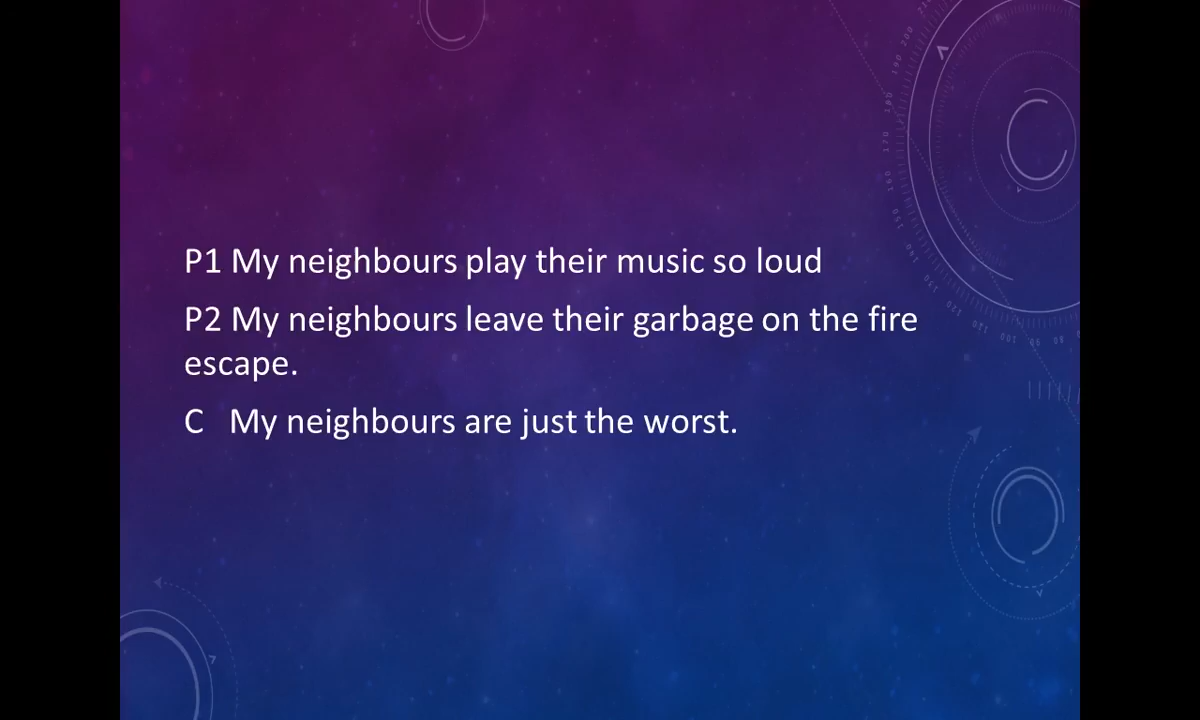 P1 My neighbours play their music so loud
P2 My neighbours leave their garbage on the fire
escape.
C My neighbours are just the worst.